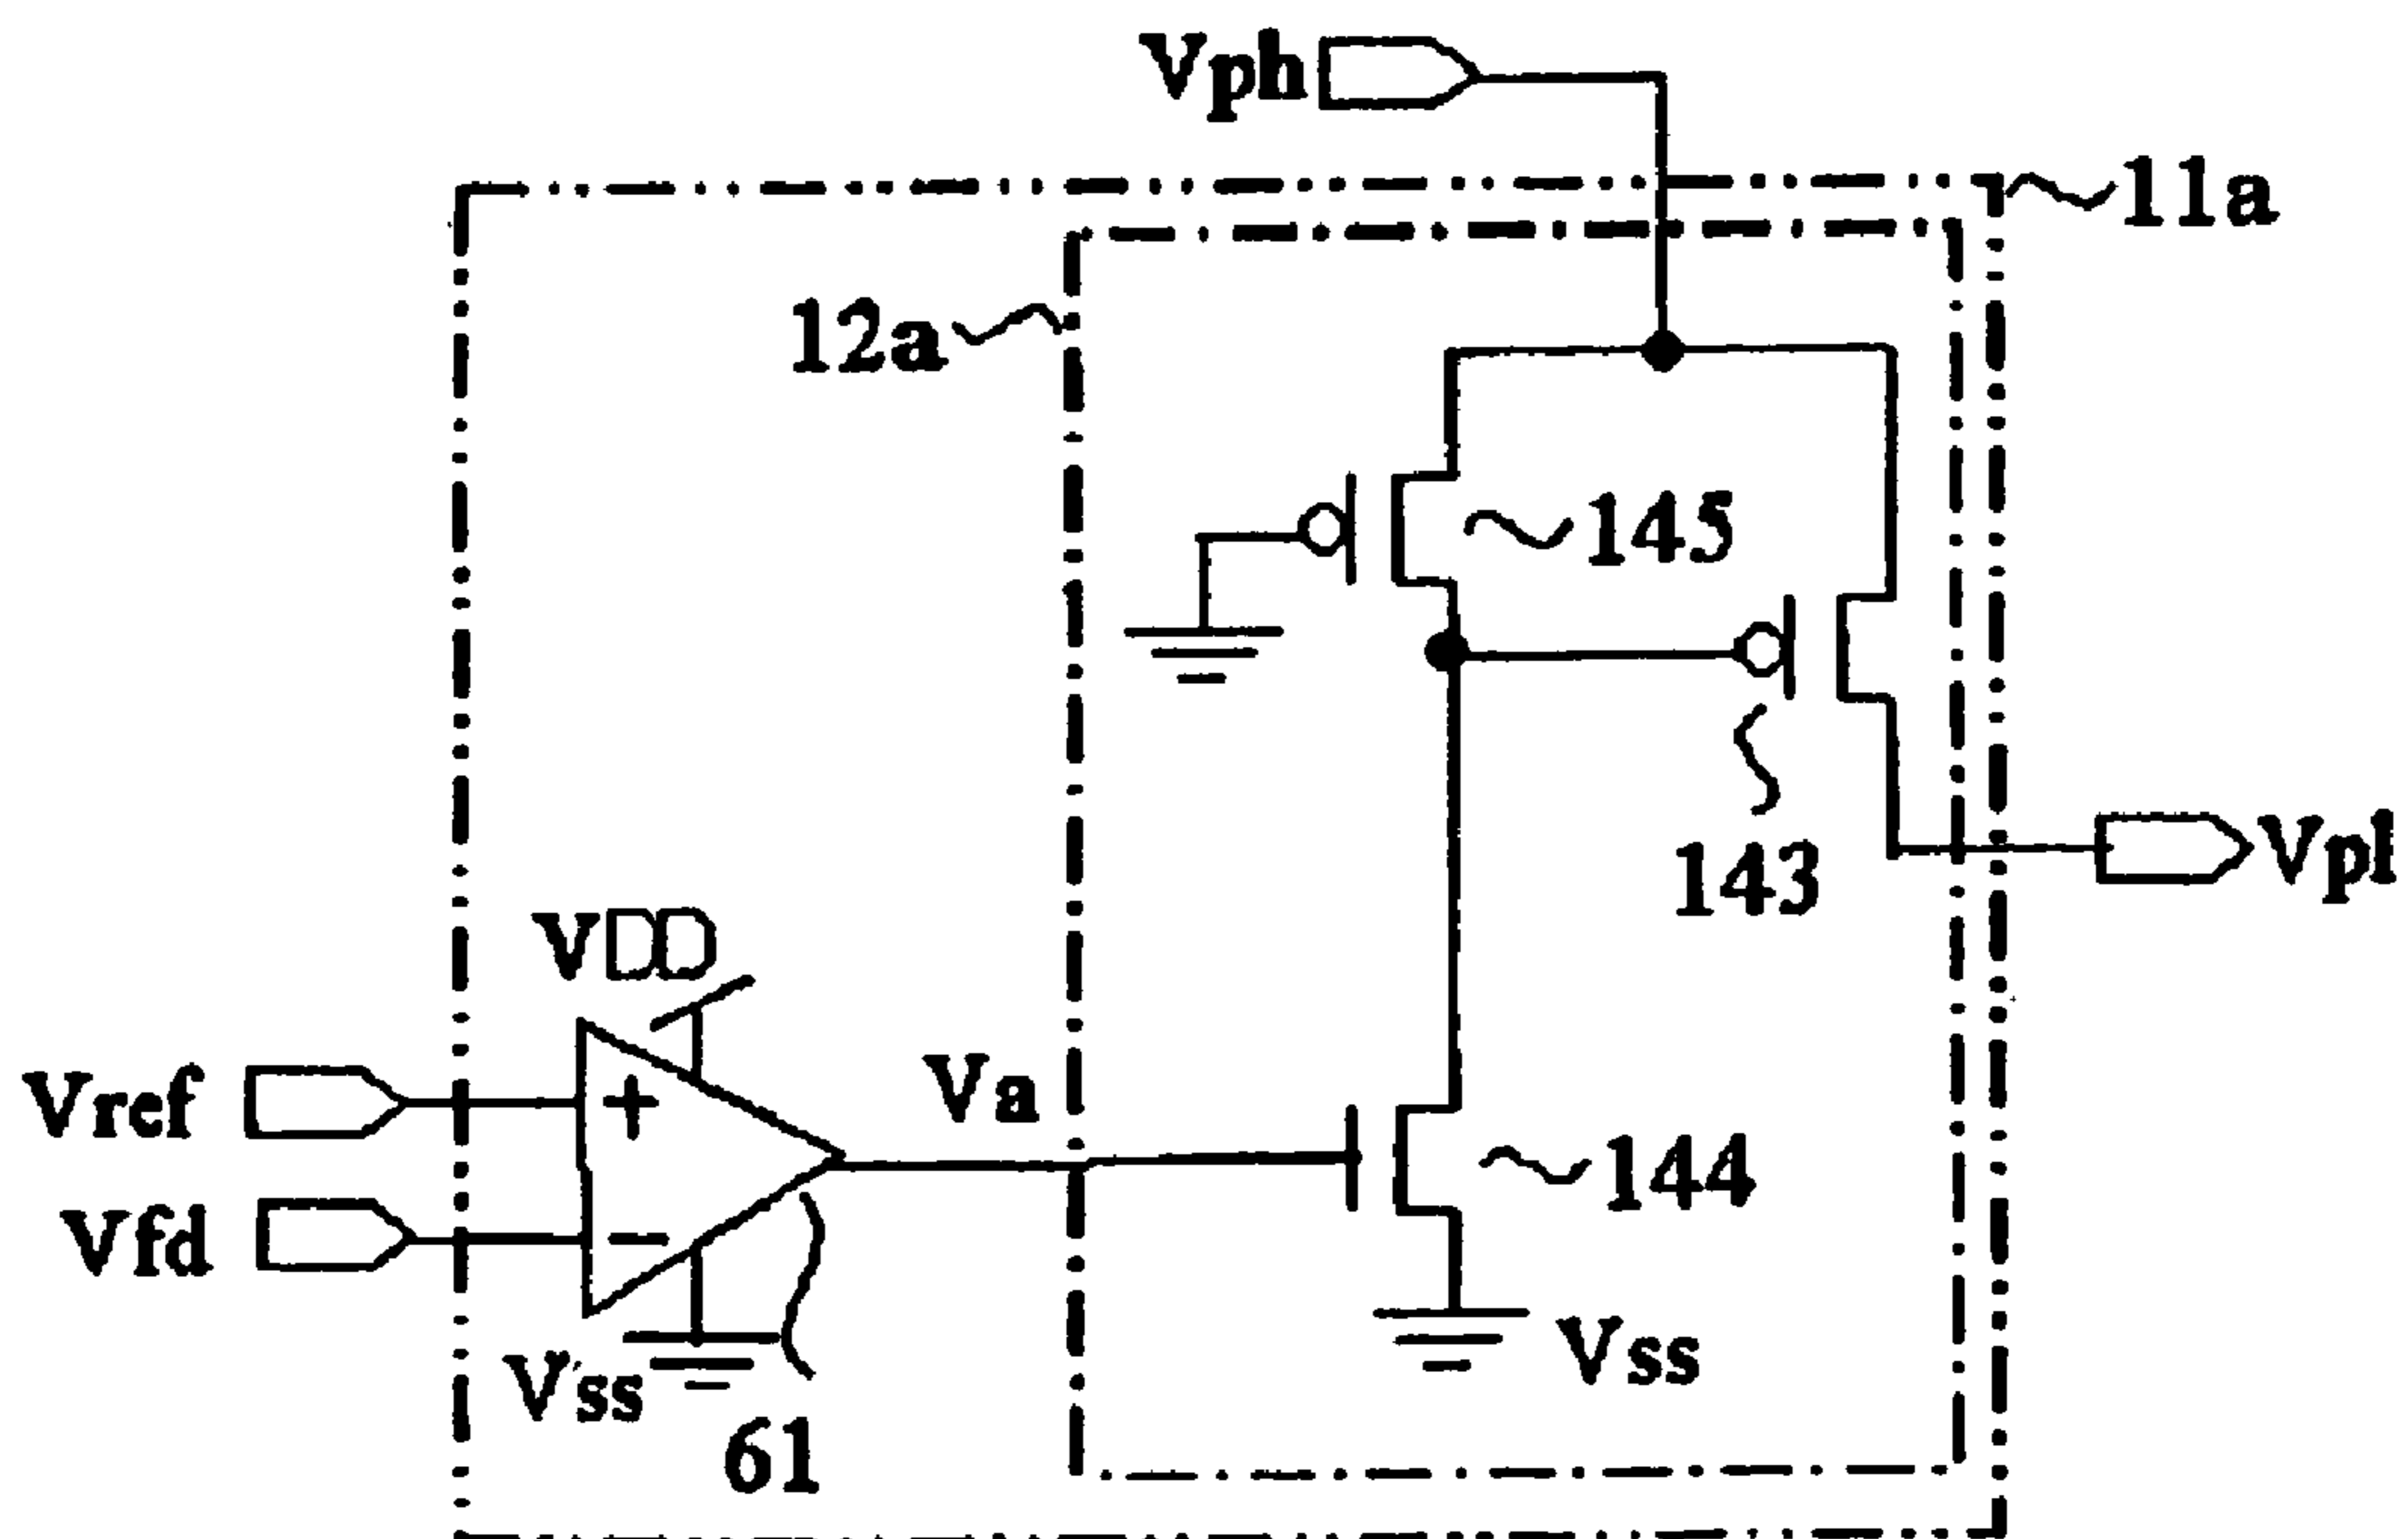 Vph
11a
12a
145
143
Vpl
VDD
Vref
+
Va
Vfd
−
144
Vss
Vss
61